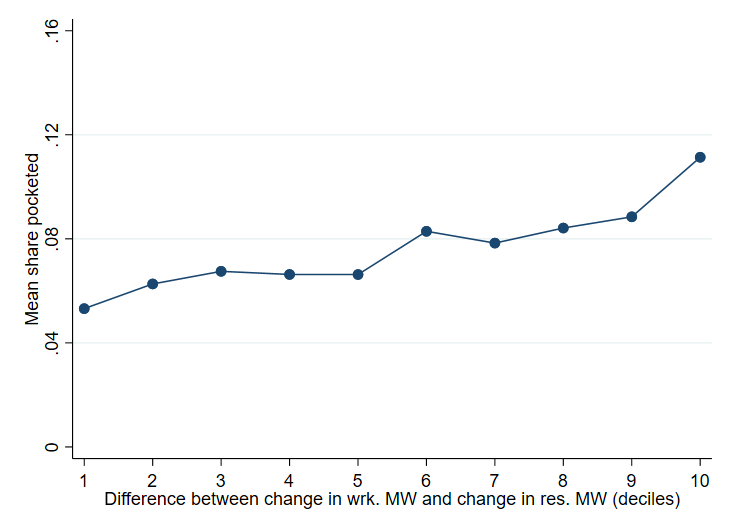 .16
.12
.08
.04
0
Mean share pocketed
1 2 3 4 5 6 7 8 9 10
Difference between change in wrk. MW and change in res. MW (deciles)